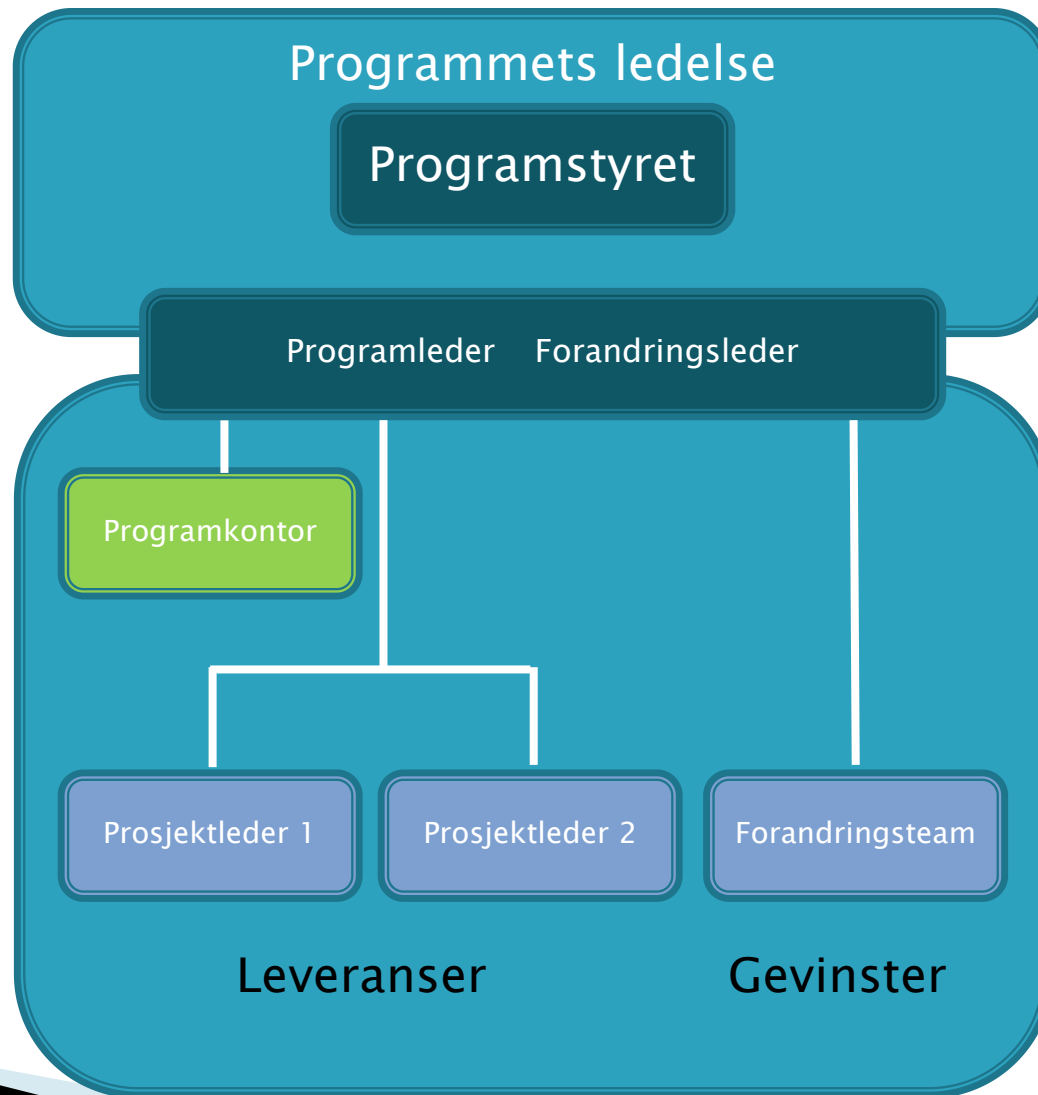 Programmets ledelse
Programstyret
Programleder Forandringsleder
Programkontor
Prosjektleder 1
Prosjektleder 2
Forandringsteam
Leveranser
Gevinster